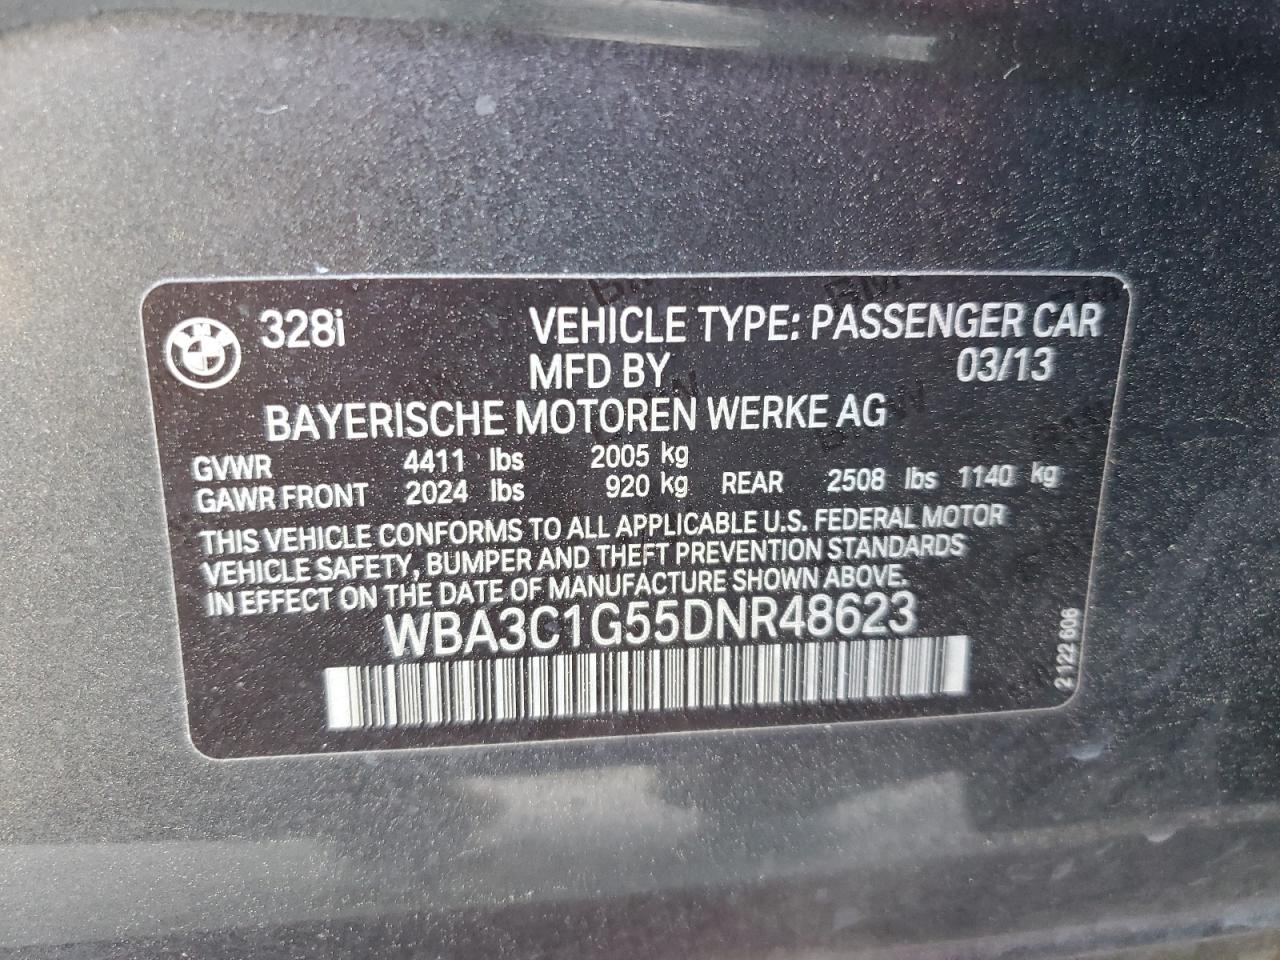 328i VEHICLE TYPE: PASSENGER CAR
MFD BY 03/13
BAYERISCHE MOTOREN WERKE AG
GVWR 4411 lbs 2005 kg
GAWR FRONT 2024 lbs 920 kg REAR 2508 lbs 1140 kg
THIS VEHICLE CONFORMS TO ALL APPLICABLE U.S. FEDERAL MOTOR
VEHICLE SAFETY, BUMPER AND THEFT PREVENTION STANDARDS
IN EFFECT ON THE DATE OF MANUFACTURE SHOWN ABOVE.
WBA3C1G55DNR48623
2 122 606